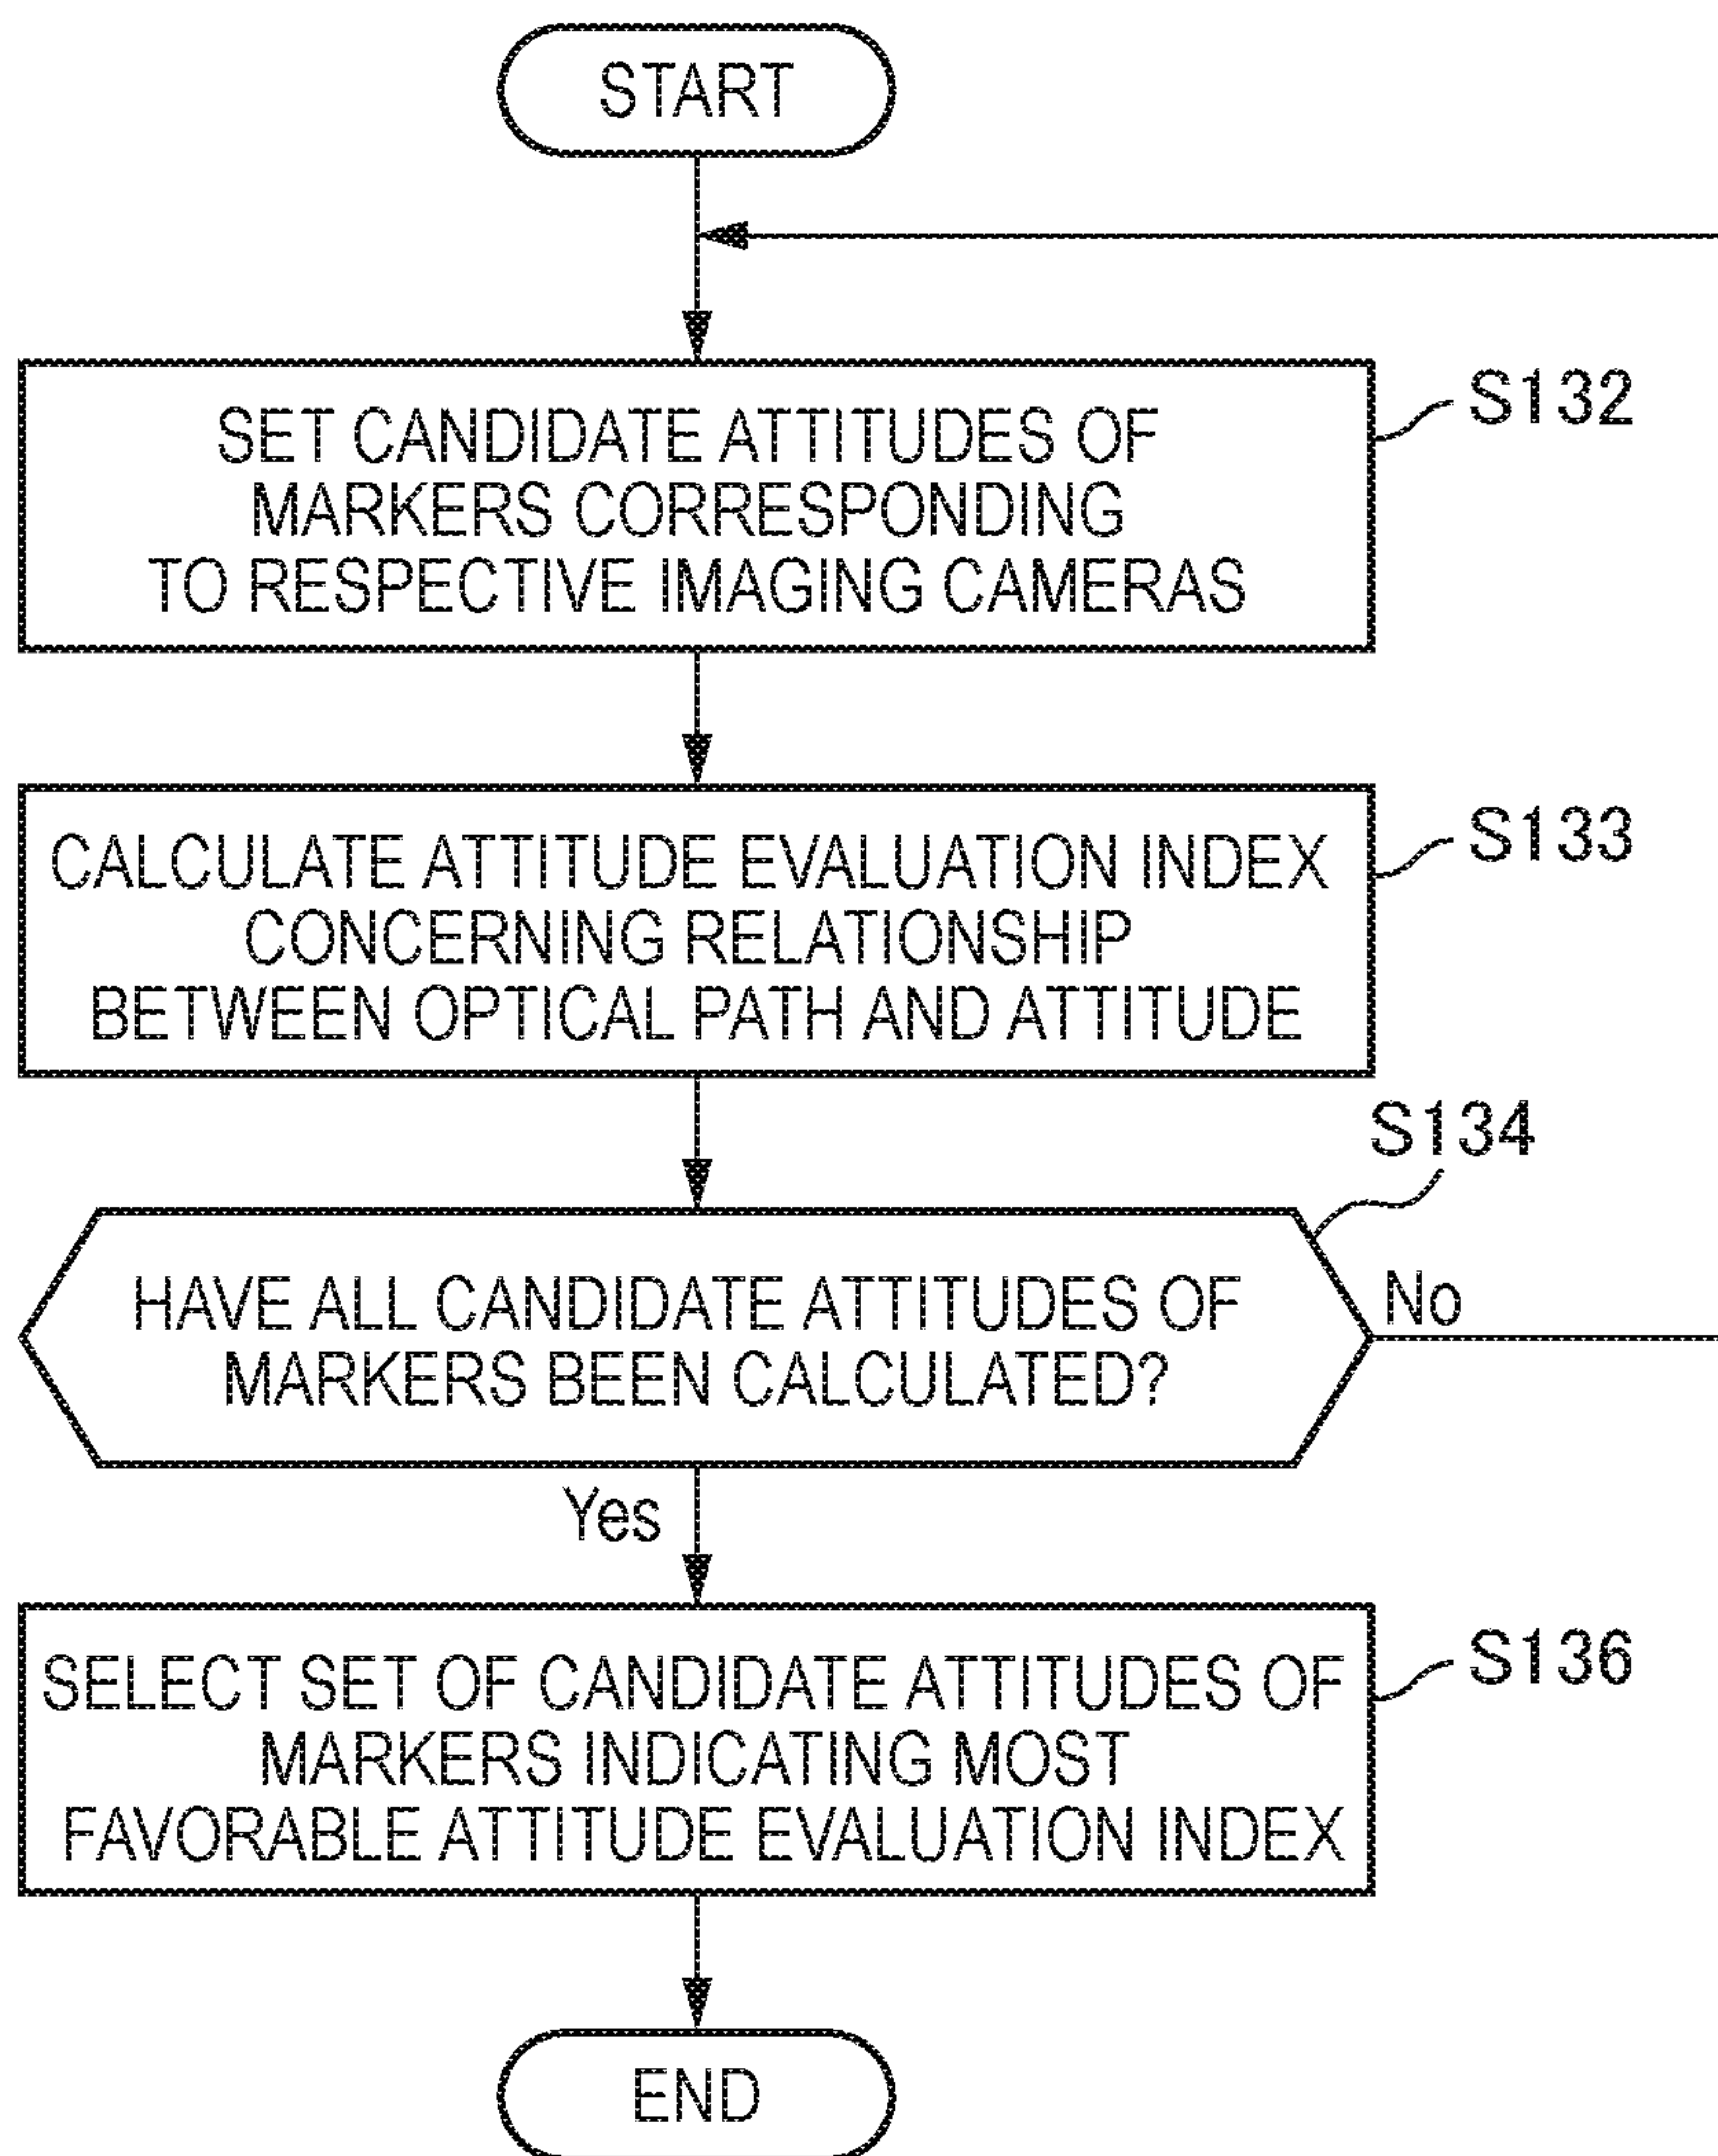 START
SET CANDIDATE ATTITUDES OF
MARKERS CORRESPONDING
TO RESPECTIVE IMAGING CAMERAS
S132
CALCULATE ATTITUDE EVALUATION INDEX
CONCERNING RELATIONSHIP
BETWEEN OPTICAL PATH AND ATTITUDE
S133
S134
HAVE ALL CANDIDATE ATTITUDES OF
MARKERS BEEN CALCULATED?
No
Yes
SELECT SET OF CANDIDATE ATTITUDES OF
MARKERS INDICATING MOST
FAVORABLE ATTITUDE EVALUATION INDEX
S136
END